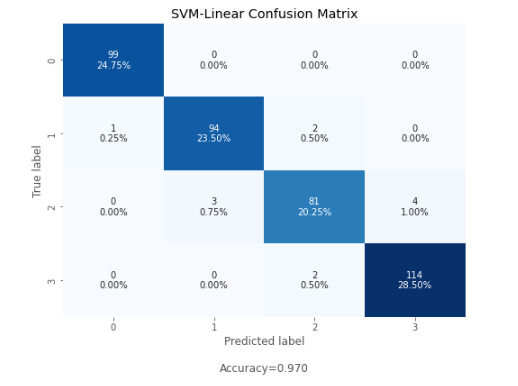 SVM-Linear Confusion Matrix
True label
0
99 0 0 0
24.75% 0.00% 0.00% 0.00%
1
1 94 2 0
0.25% 23.50% 0.50% 0.00%
2
0 3 81 4
0.00% 0.75% 20.25% 1.00%
3
0 0 2 114
0.00% 0.00% 0.50% 28.50%
0 1 2 3
Predicted label
Accuracy=0.970